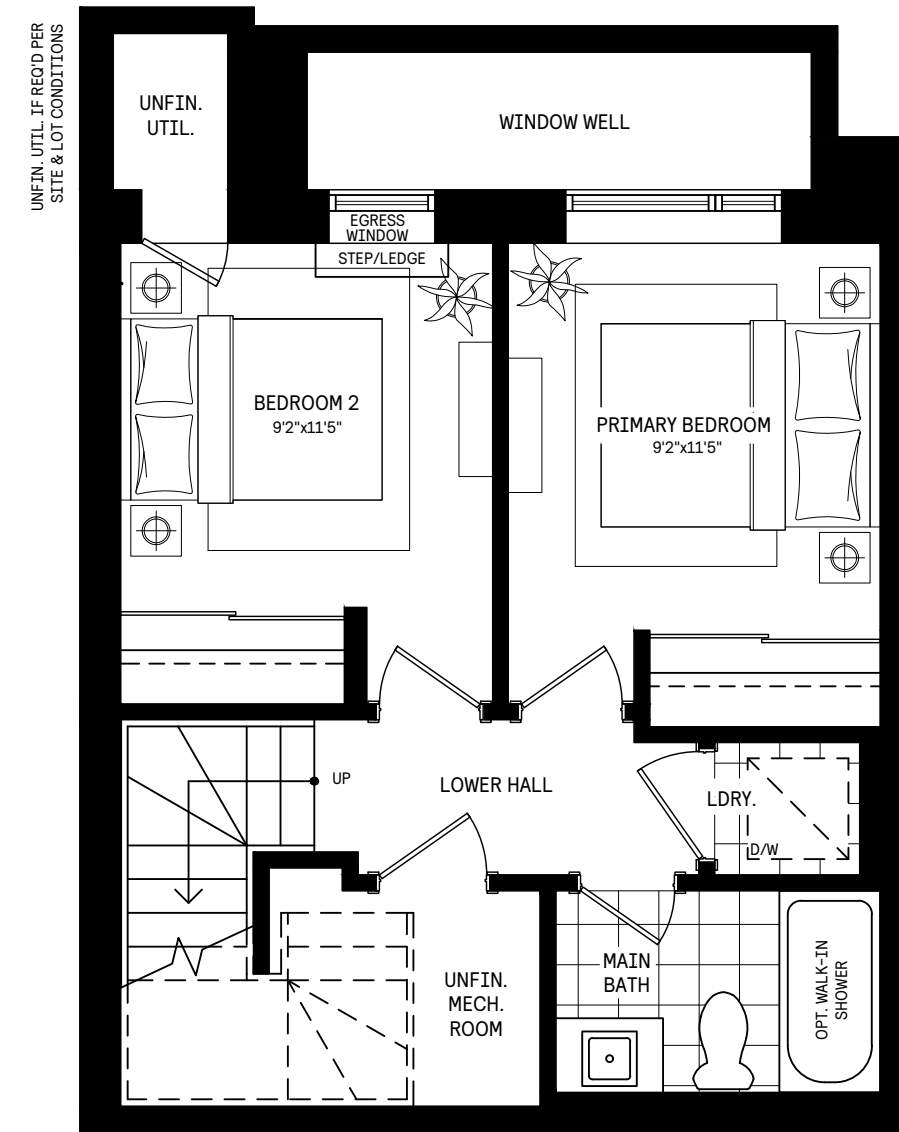 UNFIN. UTIL. IF REQ'D PER
SITE & LOT CONDITIONS
UNFIN.
UTIL.
WINDOW WELL
EGRESS
WINDOW
STEP/LEDGE
BEDROOM 2
9'2"x11'5"
PRIMARY BEDROOM
9'2"x11'5"
UP
LOWER HALL
LDRY.
D/W
UNFIN.
MECH.
ROOM
MAIN
BATH
OPT. WALK-IN
SHOWER